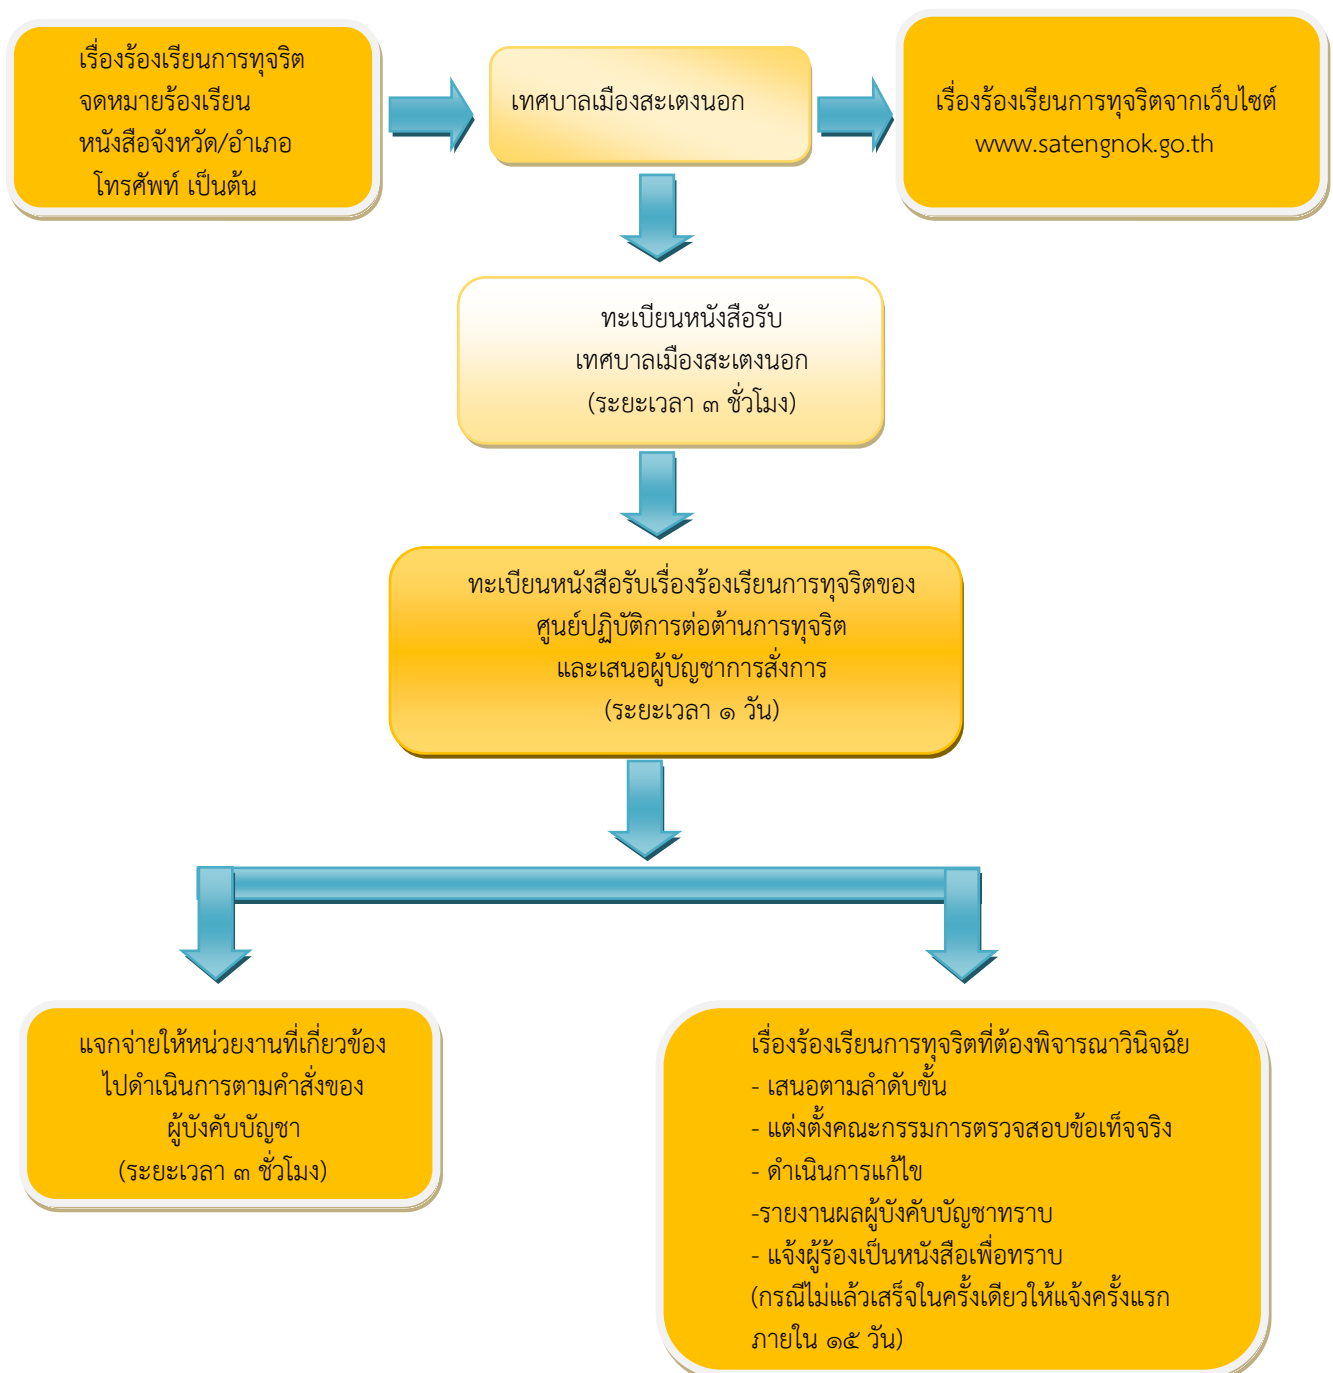 เรื่องร้องเรียนการทุจริต
จดหมายร้องเรียน
หนังสือจังหวัด/อำเภอ
โทรศัพท์ เป็นต้น
เทศบาลเมืองสะเตงนอก
เรื่องร้องเรียนการทุจริตจากเว็บไซต์
www.satengnok.go.th
ทะเบียนหนังสือรับ
เทศบาลเมืองสะเตงนอก
(ระยะเวลา ๓ ชั่วโมง)
ทะเบียนหนังสือรับเรื่องร้องเรียนการทุจริตของ
ศูนย์ปฏิบัติการต่อต้านการทุจริต
และเสนอผู้บัญชาการสั่งการ
(ระยะเวลา ๑ วัน)
แจกจ่ายให้หน่วยงานที่เกี่ยวข้อง
ไปดำเนินการตามคำสั่งของ
ผู้บังคับบัญชา
(ระยะเวลา ๓ ชั่วโมง)
เรื่องร้องเรียนการทุจริตที่ต้องพิจารณาวินิจฉัย
- เสนอตามลำดับขั้น
- แต่งตั้งคณะกรรมการตรวจสอบข้อเท็จจริง
- ดำเนินการแก้ไข
-รายงานผลผู้บังคับบัญชาทราบ
- แจ้งผู้ร้องเป็นหนังสือเพื่อทราบ
(กรณีไม่แล้วเสร็จในครั้งเดียวให้แจ้งครั้งแรก
ภายใน ๑๕ วัน)